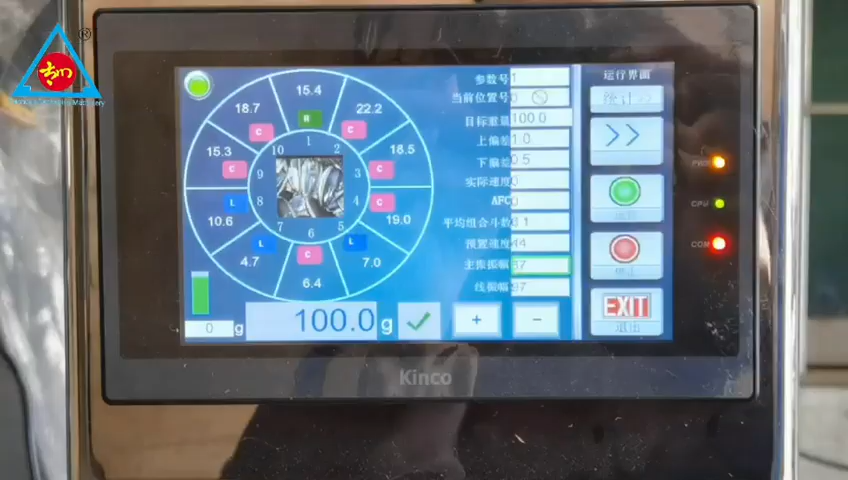 15.4
22.2
18.5
19.0
7.0
6.4
4.7
10.6
15.3
18.7
H
C
C
C
L
C
L
L
C
C
1
2
3
4
5
6
7
8
9
10
参数号 1
当前位置号
目标重量 100.0
上偏差 1.0
下偏差 0.5
实际速度
AFC
平均组合斗数
预置速度
主振振幅
线振幅
0 g
100.0 g
+
-
运行界面
统计>>
>>
EXIT
退出
CPU
COM
Kinco
®